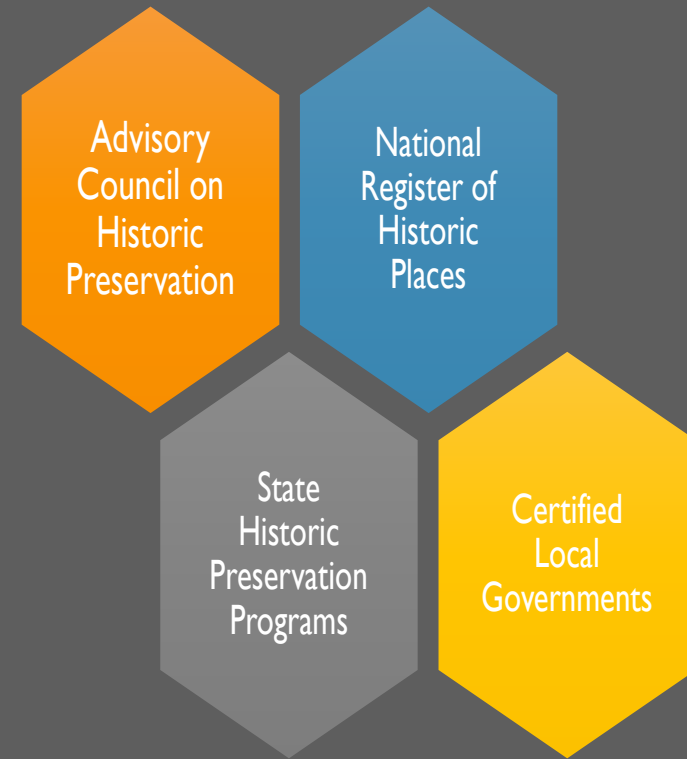 Advisory
Council on
Historic
Preservation
National
Register of
Historic
Places
State
Historic
Preservation
Programs
Certified
Local
Governments